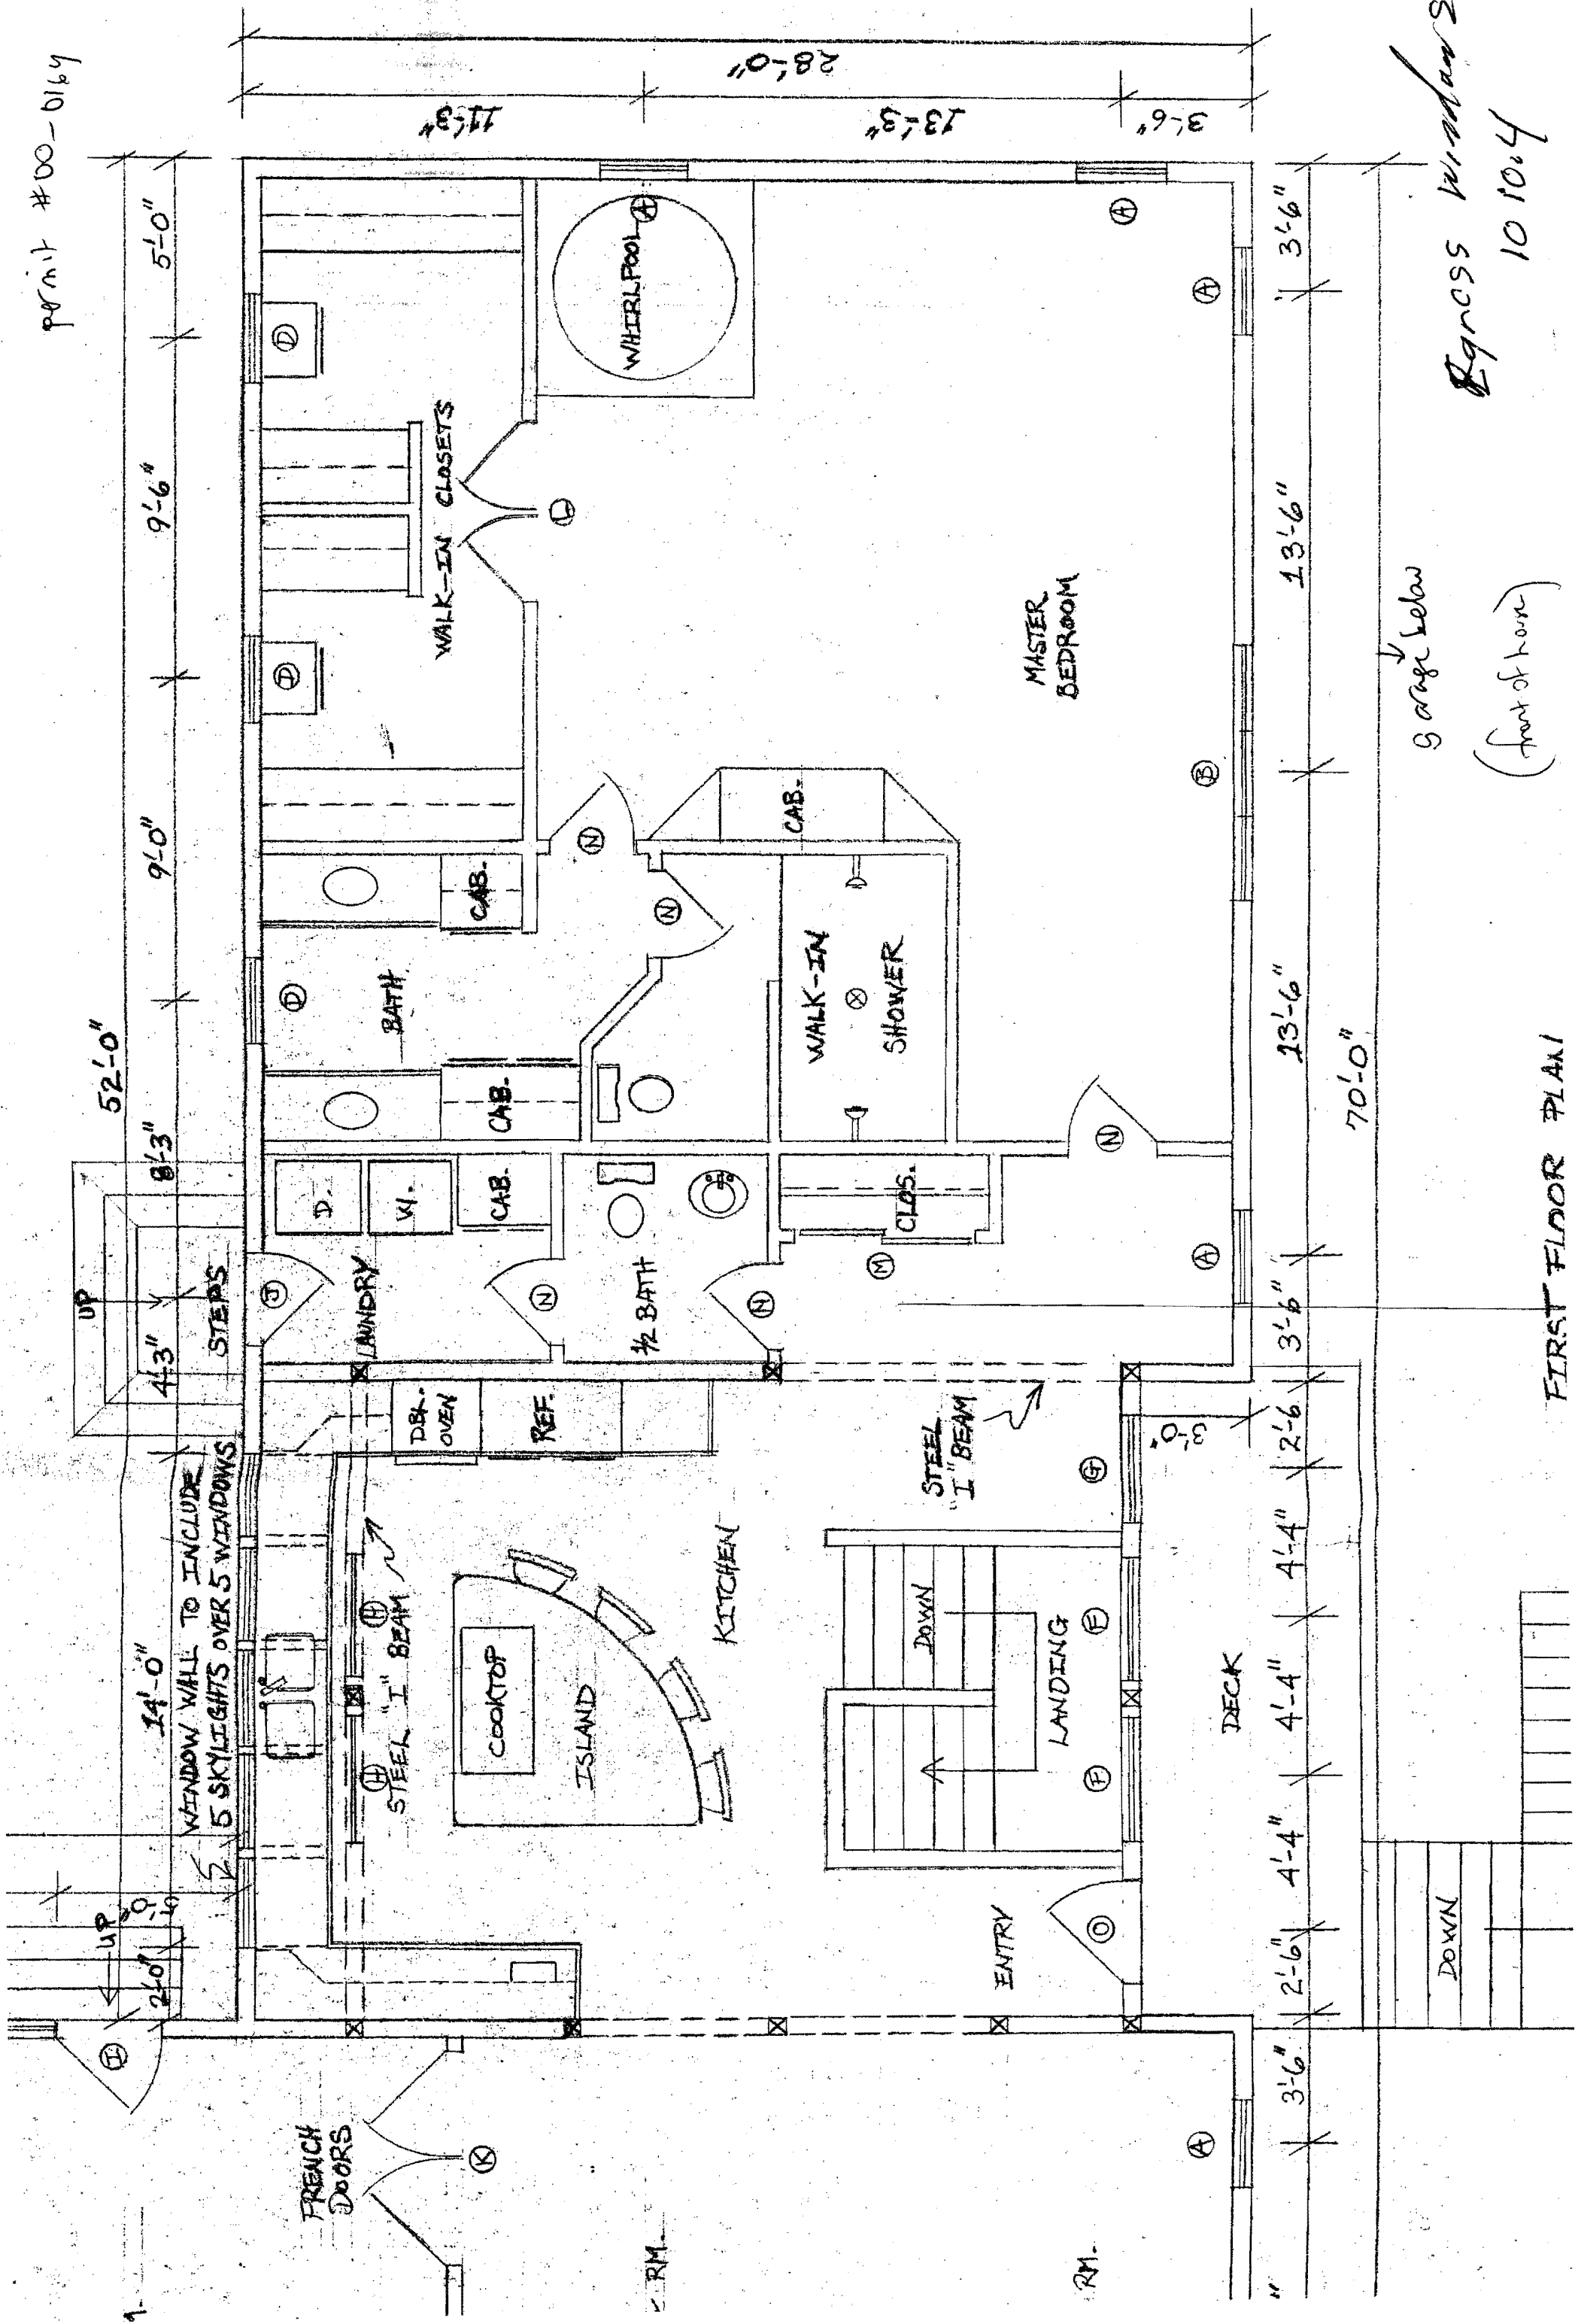 permit #00-0164
52'-0"
2'-0"
14'-0"
4'-3"
8'-3"
9'-0"
9'-6"
5'-0"
UP
UP
STEPS
WINDOW WALL TO INCLUDE
5 SKYLIGHTS OVER 5 WINDOWS
I
J
D
D
D
FRENCH
DOORS
K
H
H
STEEL "I" BEAM
DBL.
OVEN
REF.
COOKTOP
ISLAND
KITCHEN
LAUNDRY
D.
W.
CAB.
N
1/2 BATH
N
CAB.
BATH
CAB.
N
N
WALK-IN CLOSETS
L
WHIRLPOOL
A
WALK-IN
SHOWER
CAB.
CLOS.
M
N
MASTER
BEDROOM
STEEL
"I" BEAM
DOWN
LANDING
F
F
G
ENTRY
O
DECK
3'-0"
A
A
B
A
A
RM.
RM.
11'-3"
13'-3"
3'-6"
28'-0"
3'-6"
2'-6"
4'-4"
4'-4"
4'-4"
2'-6
3'-6"
13'-6"
13'-6"
3'-6"
70'-0"
DOWN
garage below
(front of house)
Egress windows
FIRST FLOOR PLAN